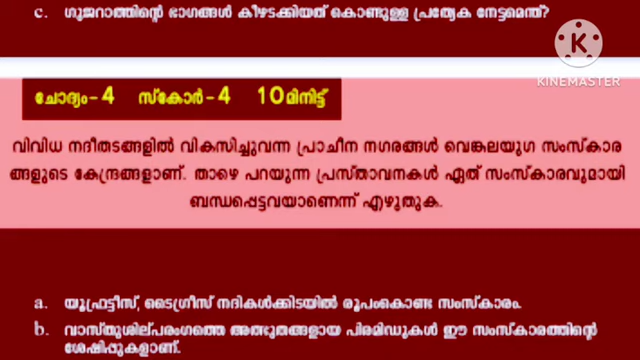 c. ഗുജറാത്തിന്റെ ഭാഗങ്ങൾ കീഴടക്കിയത് കൊണ്ടുള്ള പ്രത്യേക നേട്ടമെന്ത്?
KINEMASTER
ചോദ്യം-4 സ്കോർ-4 10മിനിട്ട്
വിവിധ നദീതടങ്ങളിൽ വികസിച്ചുവന്ന പ്രാചീന നഗരങ്ങൾ വെങ്കലയുഗ സംസ്കാര
ങ്ങളുടെ കേന്ദ്രങ്ങളാണ്. താഴെ പറയുന്ന പ്രസ്താവനകൾ ഏത് സംസ്കാരവുമായി
ബന്ധപ്പെട്ടവയാണെന്ന് എഴുതുക.
a. യൂഫ്രട്ടീസ്, ടൈഗ്രീസ് നദികൾക്കിടയിൽ രൂപംകൊണ്ട സംസ്കാരം.
b. വാസ്തുശില്പരംഗത്തെ അത്ഭുതങ്ങളായ പിരമിഡുകൾ ഈ സംസ്കാരത്തിന്റെ
ശേഷിപ്പുകളാണ്.